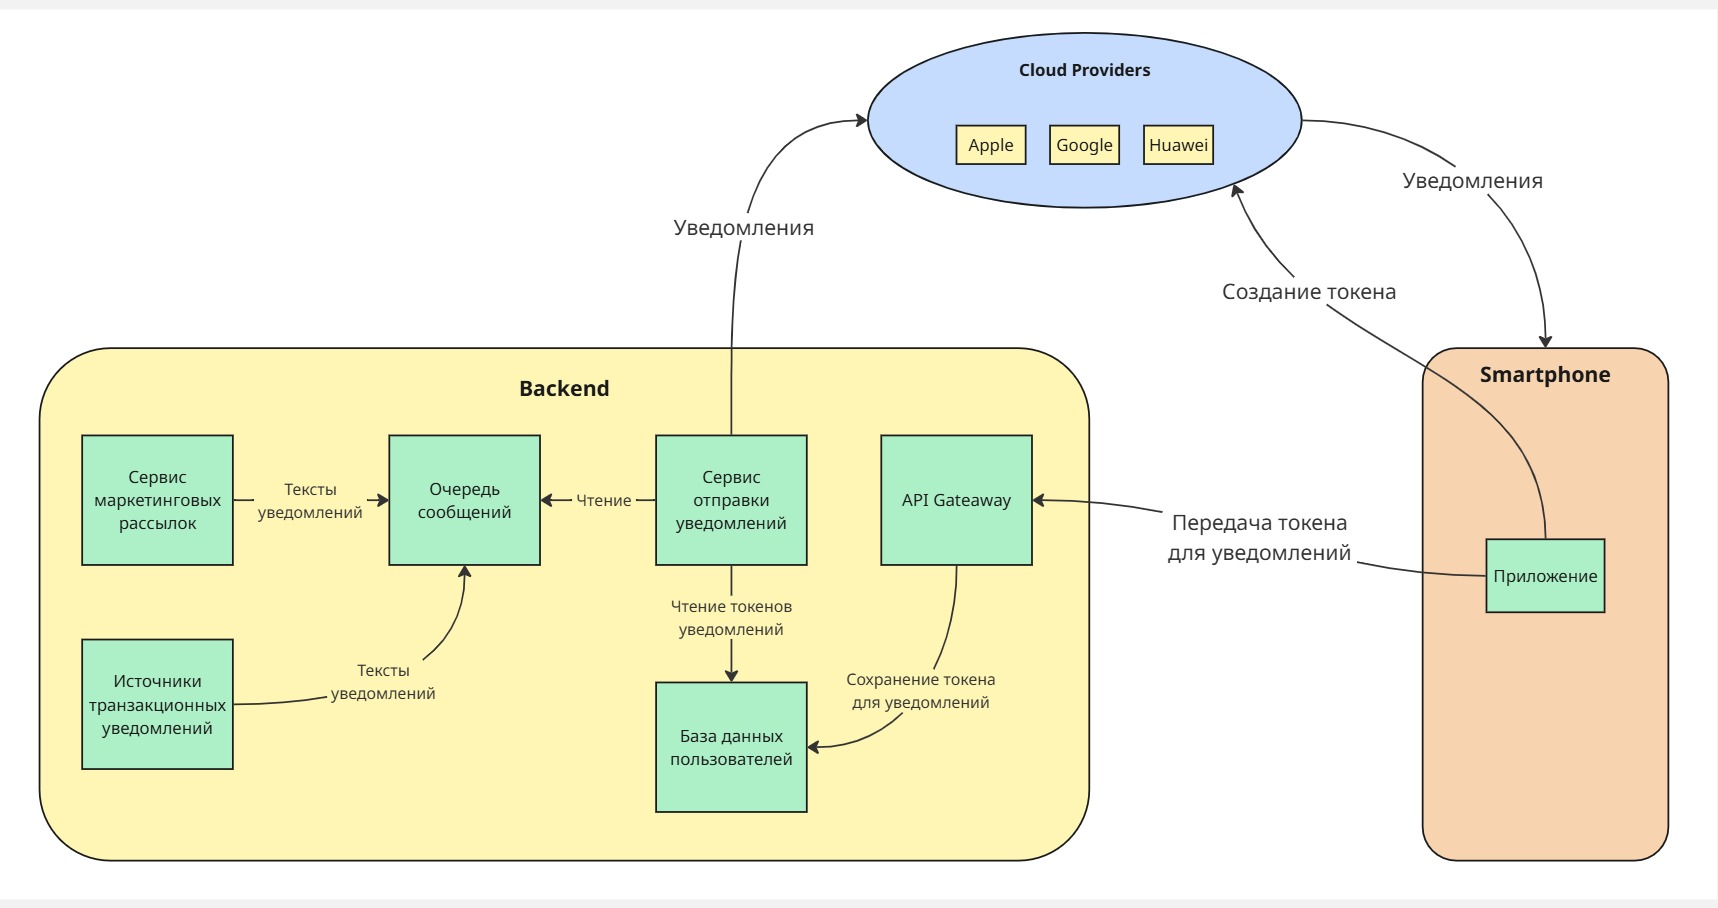 Cloud Providers
Apple
Google
Huawei
Уведомления
Уведомления
Создание токена
Backend
Smartphone
Сервис
маркетинговых
рассылок
Тексты
уведомлений
Очередь
сообщений
Чтение
Сервис
отправки
уведомлений
API Gateaway
Передача токена
для уведомлений
Приложение
Чтение токенов
уведомлений
Источники
транзакционных
уведомлений
Тексты
уведомлений
Сохранение токена
для уведомлений
База данных
пользователей